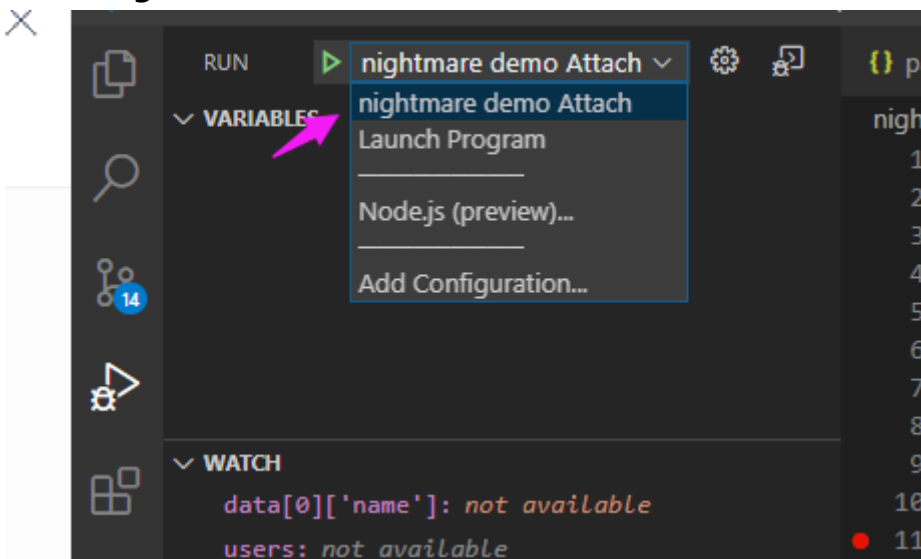 RUN
nightmare demo Attach
{} p
VARIABLES
nightmare demo Attach
Launch Program
Node.js (preview)...
Add Configuration...
14
nigh
1
2
3
4
5
6
7
8
9
10
11
WATCH
data[0]['name']: not available
users: not available